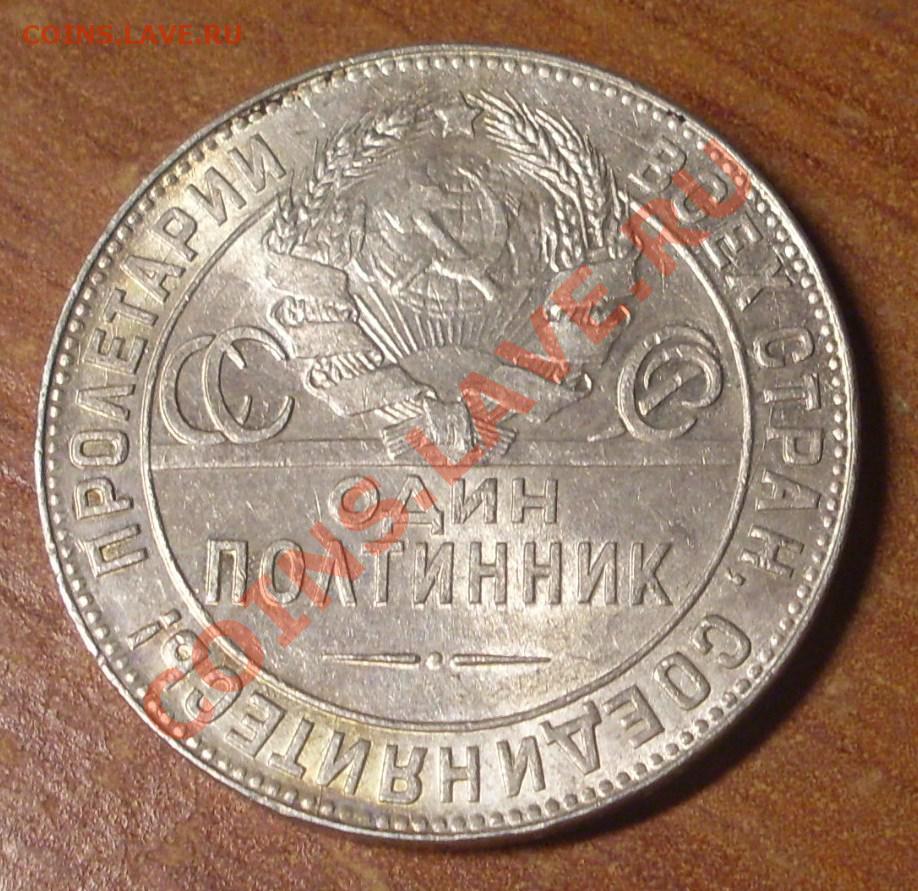 COINS.LAVE.RU
ПРОЛЕТАРИИ ВСЕХ СТРАН, СОЕДИНЯЙТЕСЬ!
СССР
ОДИН
ПОЛТИННИК
COINS.LAVE.RU